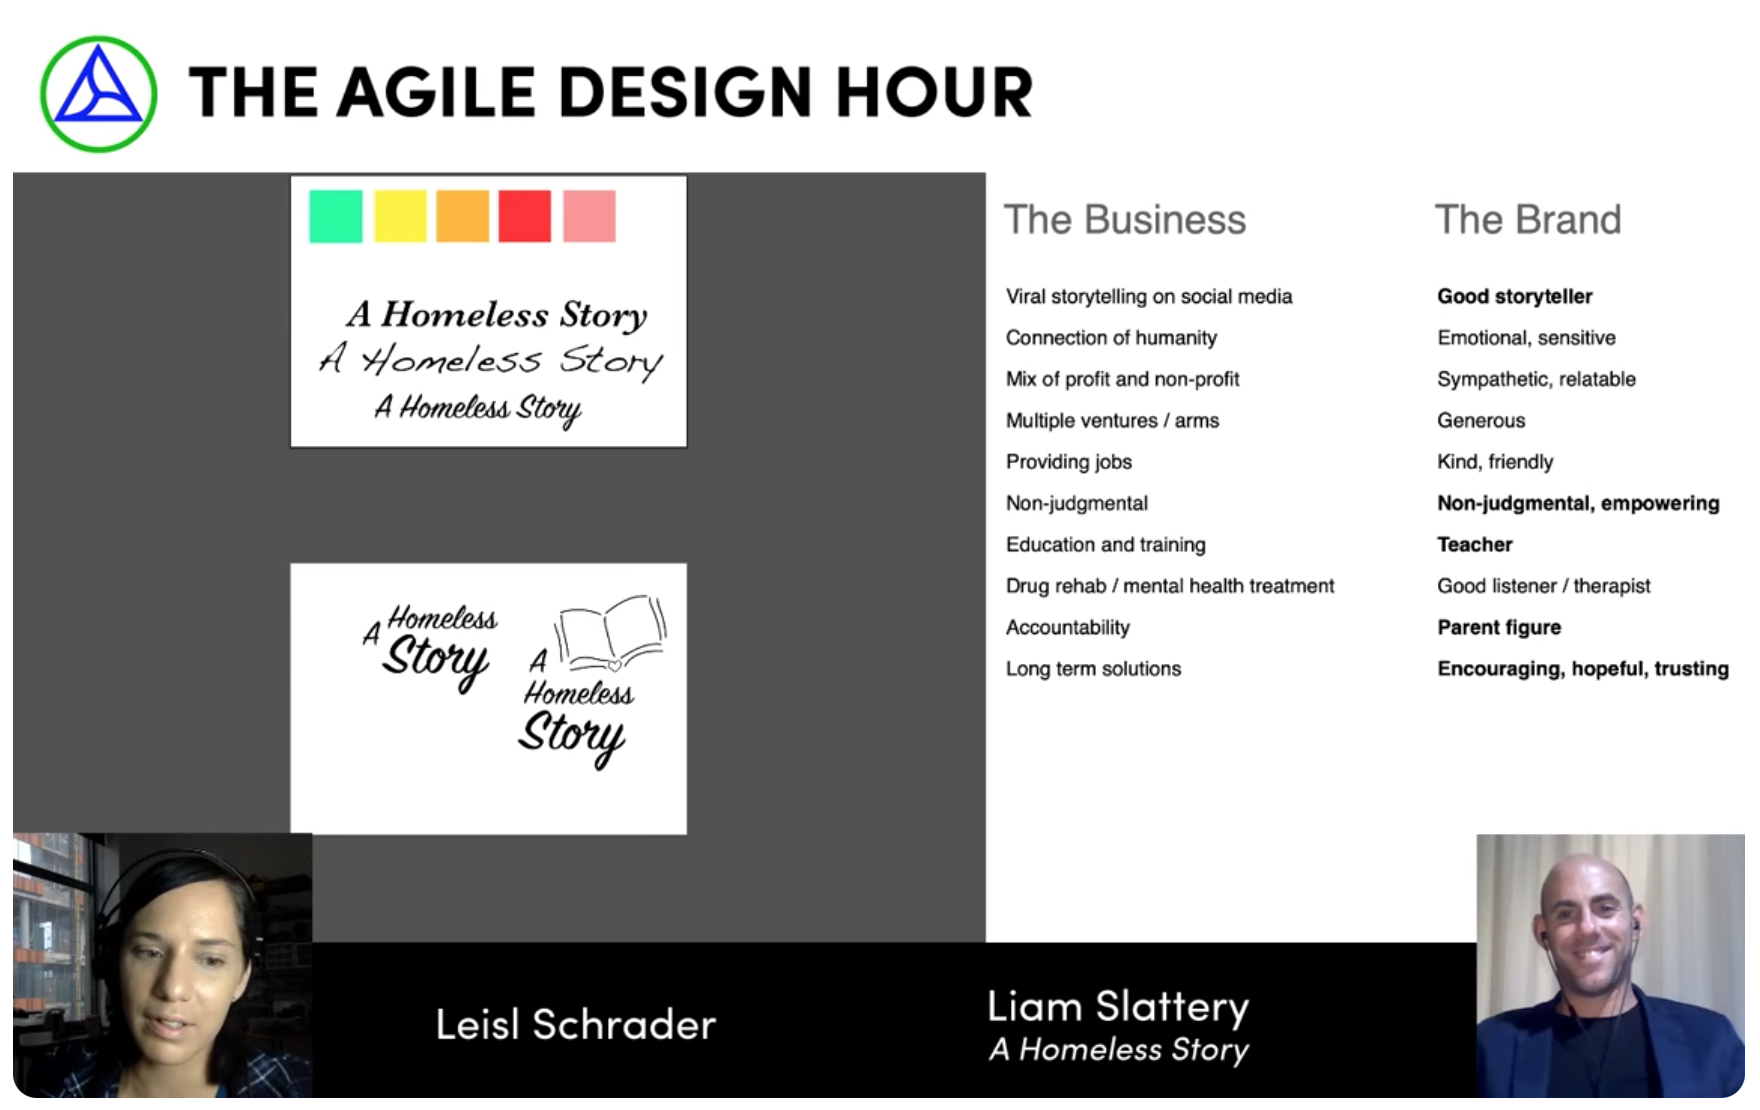 THE AGILE DESIGN HOUR
A Homeless Story
A Homeless Story
A Homeless Story
A Homeless
Story
A
Homeless
Story
The Business
Viral storytelling on social media
Connection of humanity
Mix of profit and non-profit
Multiple ventures / arms
Providing jobs
Non-judgmental
Education and training
Drug rehab / mental health treatment
Accountability
Long term solutions
The Brand
Good storyteller
Emotional, sensitive
Sympathetic, relatable
Generous
Kind, friendly
Non-judgmental, empowering
Teacher
Good listener / therapist
Parent figure
Encouraging, hopeful, trusting
Leisl Schrader
Liam Slattery
A Homeless Story